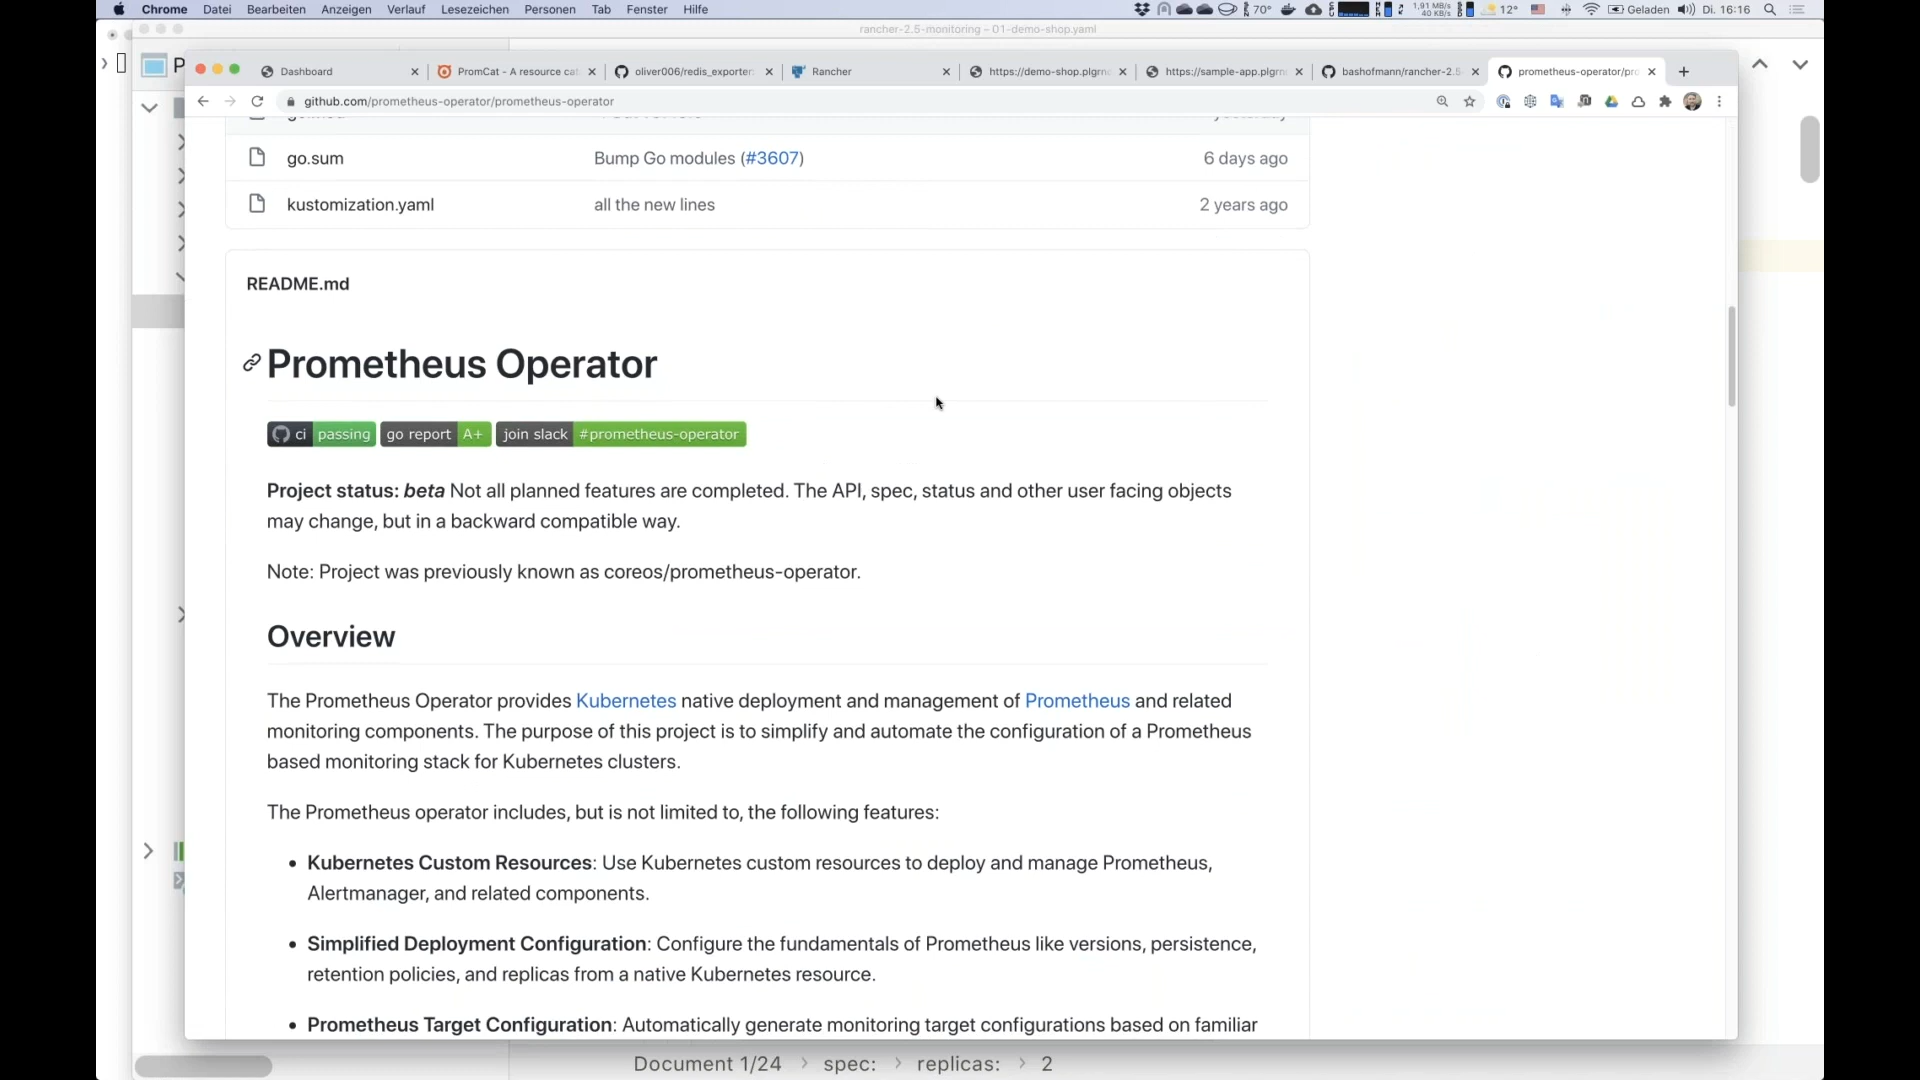 Chrome Datei Bearbeiten Anzeigen Verlauf Lesezeichen Personen Tab Fenster Hilfe 70° 1,91 MB/s 40 KB/s 12° Geladen Di. 16:16
rancher-2.5-monitoring – 01-demo-shop.yaml
P
Dashboard PromCat - A resource cat oliver006/redis_exporter: Rancher https://demo-shop.plgrnd https://sample-app.plgrn bashofmann/rancher-2.5 prometheus-operator/pro
github.com/prometheus-operator/prometheus-operator
yesterday
go.sum Bump Go modules (#3607) 6 days ago
kustomization.yaml all the new lines 2 years ago
README.md
Prometheus Operator
ci passing go report A+ join slack #prometheus-operator
Project status: beta Not all planned features are completed. The API, spec, status and other user facing objects
may change, but in a backward compatible way.
Note: Project was previously known as coreos/prometheus-operator.
Overview
The Prometheus Operator provides Kubernetes native deployment and management of Prometheus and related
monitoring components. The purpose of this project is to simplify and automate the configuration of a Prometheus
based monitoring stack for Kubernetes clusters.
The Prometheus operator includes, but is not limited to, the following features:
• Kubernetes Custom Resources: Use Kubernetes custom resources to deploy and manage Prometheus,
Alertmanager, and related components.
• Simplified Deployment Configuration: Configure the fundamentals of Prometheus like versions, persistence,
retention policies, and replicas from a native Kubernetes resource.
• Prometheus Target Configuration: Automatically generate monitoring target configurations based on familiar
Document 1/24 › spec: › replicas: › 2